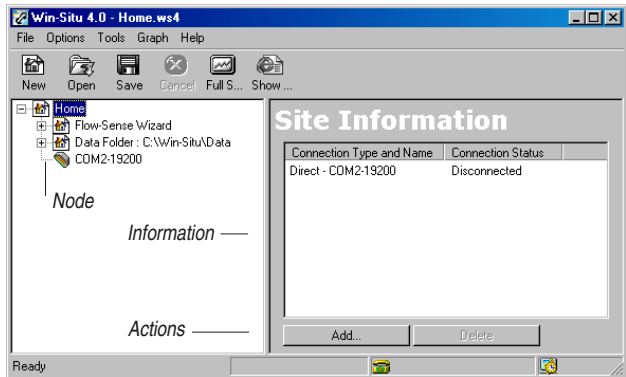 Win-Situ 4.0 - Home.ws4
File Options Tools Graph Help
New Open Save Cancel Full S... Show ...
Home
Flow-Sense Wizard
Data Folder : C:\Win-Situ\Data
COM2-19200
Node
Information
Actions
Site Information
Connection Type and Name Connection Status
Direct - COM2-19200 Disconnected
Add... Delete
Ready